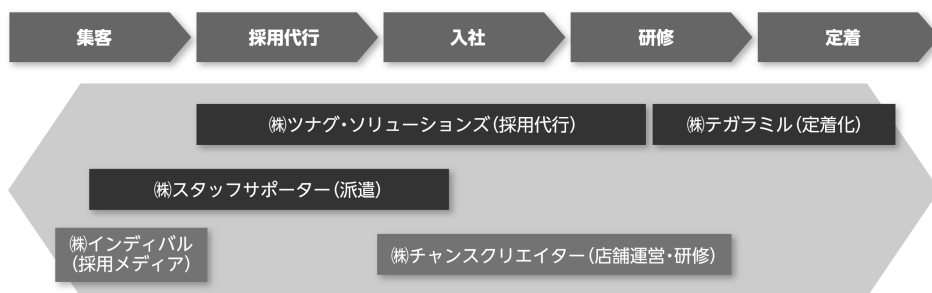 集客
採用代行
入社
研修
定着
㈱ツナグ・ソリューションズ（採用代行）
㈱テガラミル（定着化）
㈱スタッフサポーター（派遣）
㈱インディバル
（採用メディア）
㈱チャンスクリエイター（店舗運営・研修）